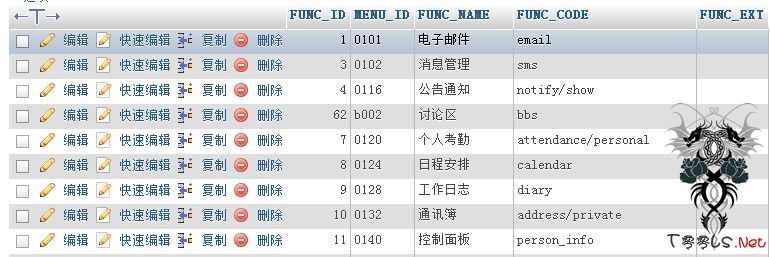 FUNC_ID MENU_ID FUNC_NAME FUNC_CODE FUNC_EXT
编辑 快速编辑 复制 删除 1 0101 电子邮件 email
编辑 快速编辑 复制 删除 3 0102 消息管理 sms
编辑 快速编辑 复制 删除 4 0116 公告通知 notify/show
编辑 快速编辑 复制 删除 62 b002 讨论区 bbs
编辑 快速编辑 复制 删除 7 0120 个人考勤 attendance/personal
编辑 快速编辑 复制 删除 8 0124 日程安排 calendar
编辑 快速编辑 复制 删除 9 0128 工作日志 diary
编辑 快速编辑 复制 删除 10 0132 通讯簿 address/private
编辑 快速编辑 复制 删除 11 0140 控制面板 person_info